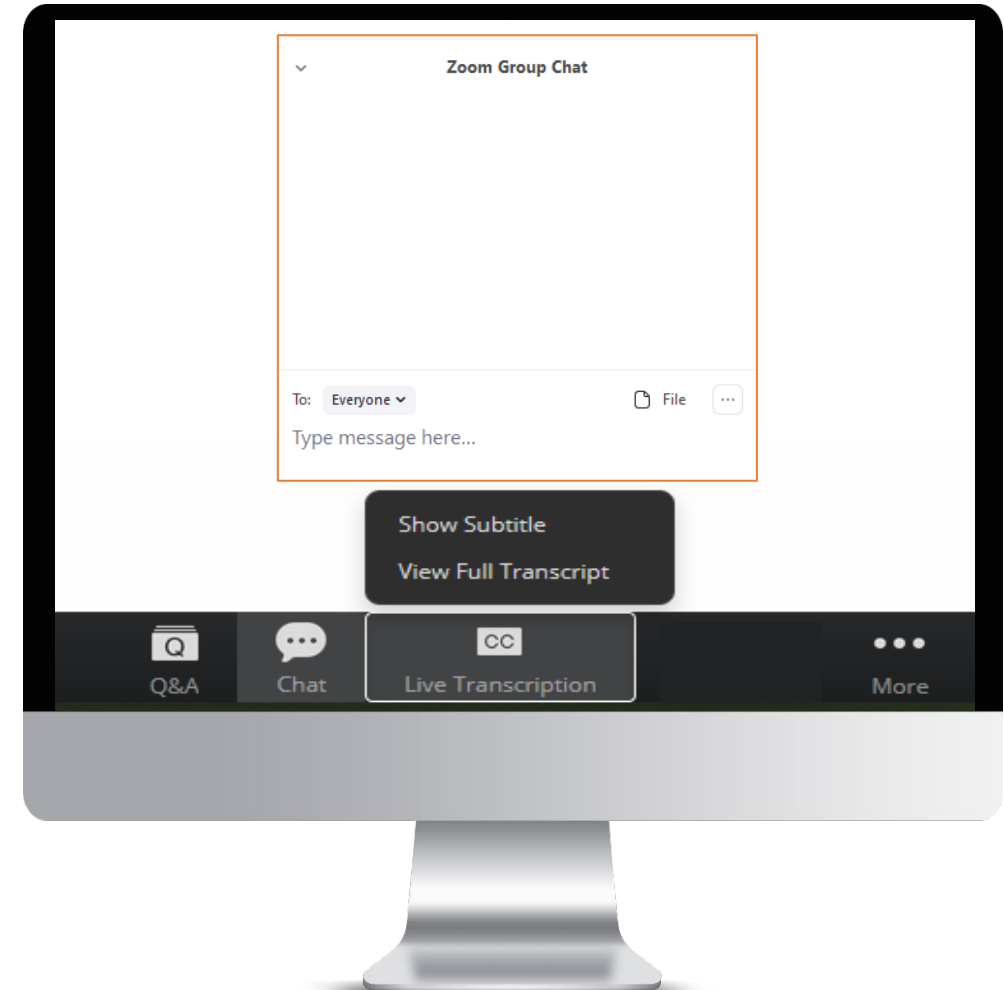 Zoom Group Chat
To: Everyone File
Type message here...
Show Subtitle
View Full Transcript
Q CC
Q&A Chat Live Transcription More